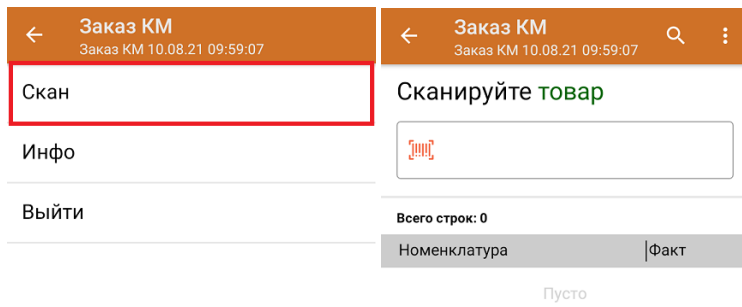 Заказ КМ
Заказ КМ 10.08.21 09:59:07
Скан
Инфо
Выйти
Заказ КМ
Заказ КМ 10.08.21 09:59:07
Сканируйте товар
Всего строк: 0
Номенклатура Факт
Пусто